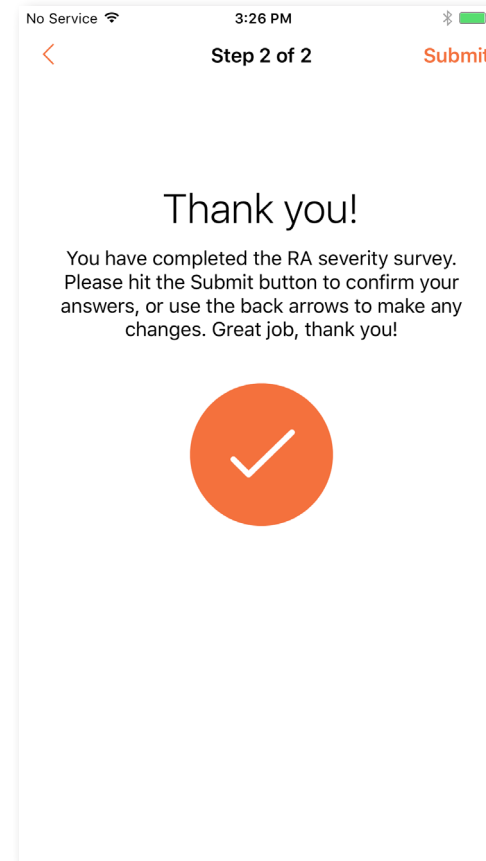 No Service 3:26 PM
Step 2 of 2 Submit
Thank you!
You have completed the RA severity survey.
Please hit the Submit button to confirm your
answers, or use the back arrows to make any
changes. Great job, thank you!